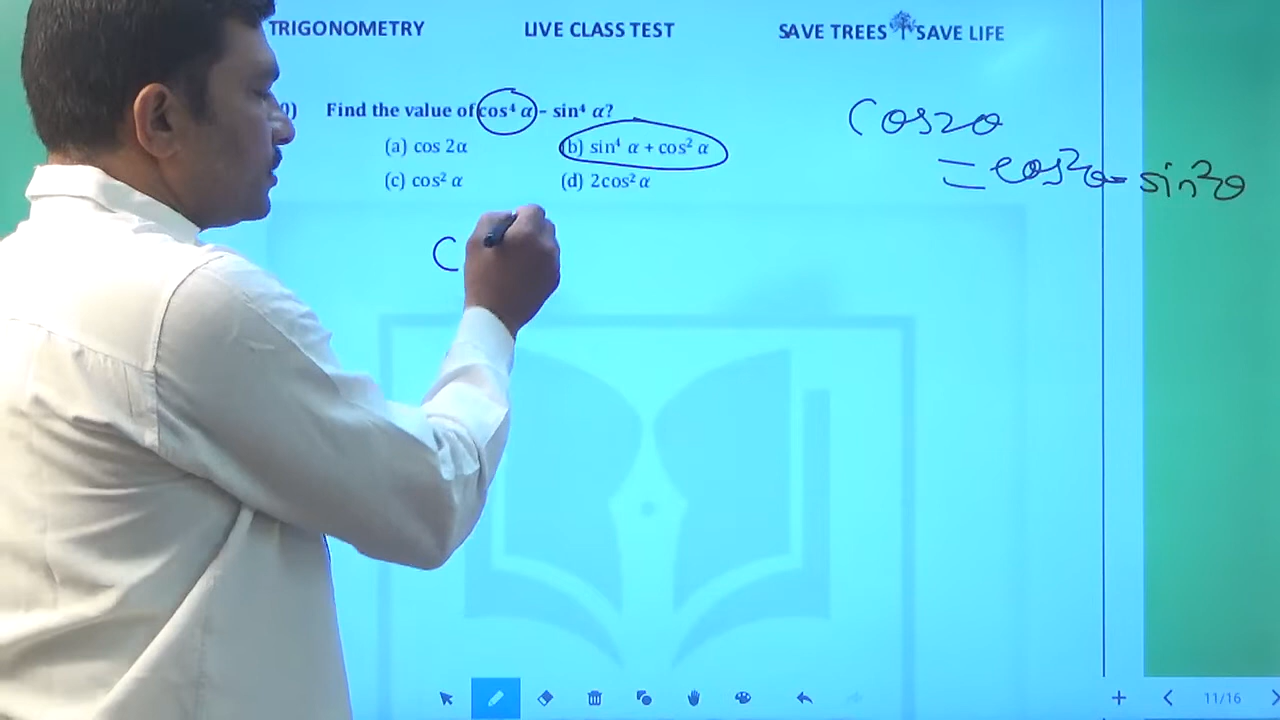 TRIGONOMETRY LIVE CLASS TEST SAVE TREES SAVE LIFE
0) Find the value of cos⁴ α – sin⁴ α?
(a) cos 2α (b) sin⁴ α + cos² α
(c) cos² α (d) 2cos² α
Cos2θ
= cos²θ - sin²θ
C
11/16